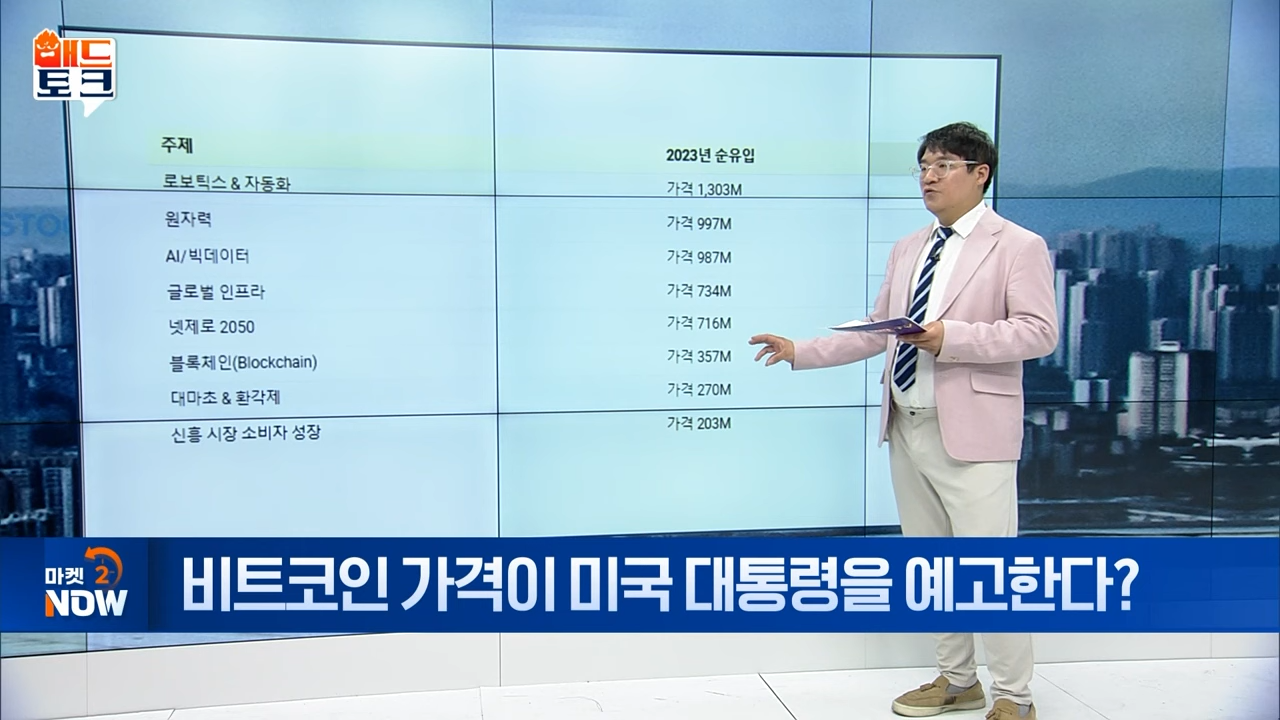 패드
토크
주제 2023년 순유입
로보틱스 & 자동화 가격 1,303M
원자력 가격 997M
AI/빅데이터 가격 987M
글로벌 인프라 가격 734M
넷제로 2050 가격 716M
블록체인(Blockchain) 가격 357M
대마초 & 환각제 가격 270M
신흥 시장 소비자 성장 가격 203M
STO
마켓 2
NOW
비트코인 가격이 미국 대통령을 예고한다?